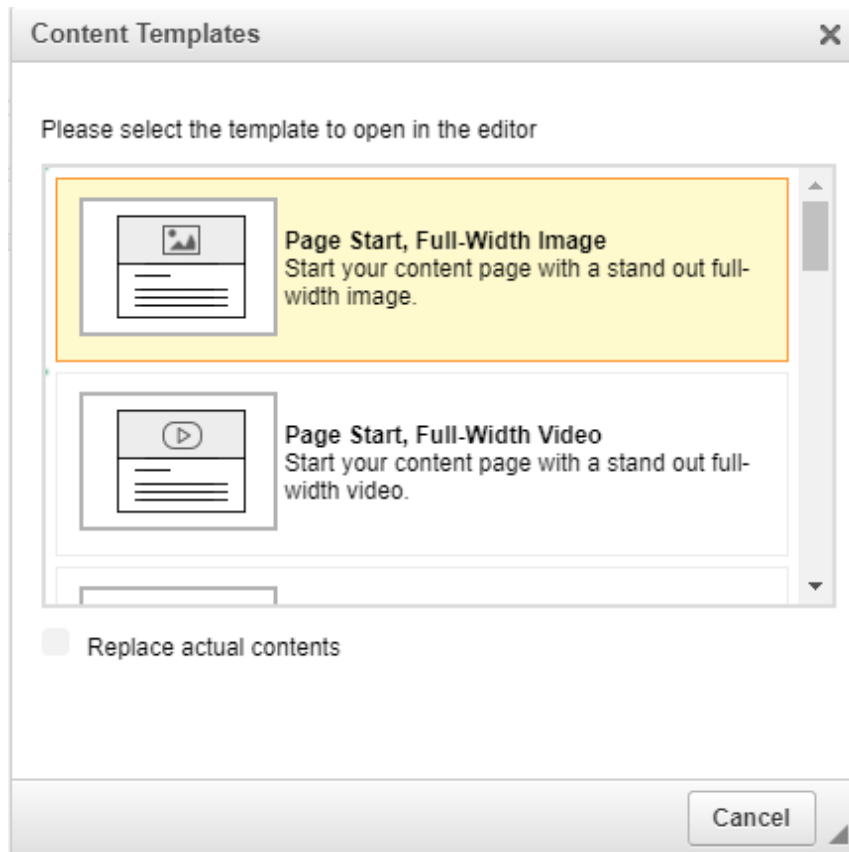 Content Templates
Please select the template to open in the editor
Page Start, Full-Width Image
Start your content page with a stand out full-
width image.
Page Start, Full-Width Video
Start your content page with a stand out full-
width video.
Replace actual contents
Cancel